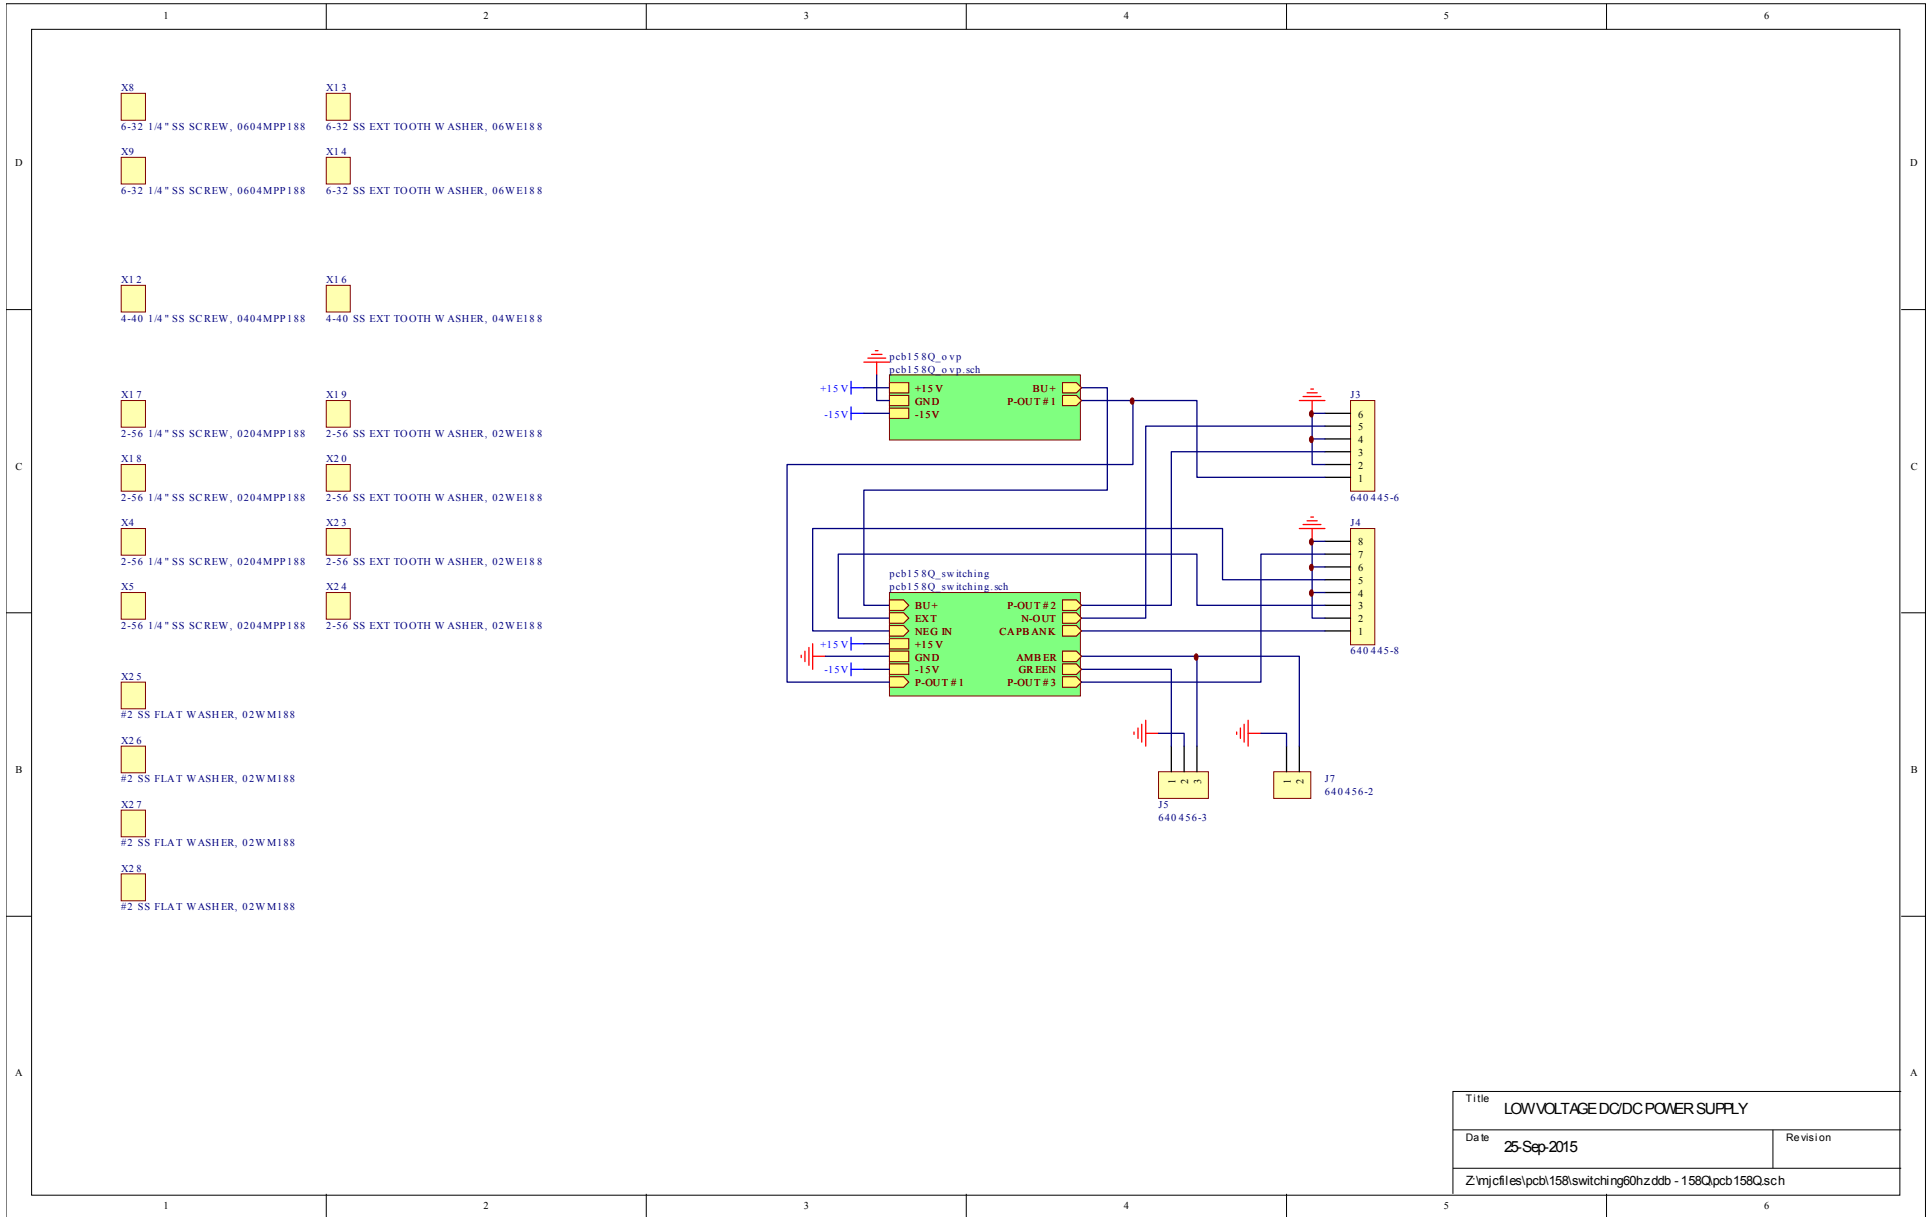 1 2 3 4 5 6
X8
6-32 1/4" SS SCREW, 0604MPP188
X13
6-32 SS EXT TOOTH WASHER, 06WE188
X9
6-32 1/4" SS SCREW, 0604MPP188
X14
6-32 SS EXT TOOTH WASHER, 06WE188
D
D
X12
4-40 1/4" SS SCREW, 0404MPP188
X16
4-40 SS EXT TOOTH WASHER, 04WE188
X17
2-56 1/4" SS SCREW, 0204MPP188
X19
2-56 SS EXT TOOTH WASHER, 02WE188
X18
2-56 1/4" SS SCREW, 0204MPP188
X20
2-56 SS EXT TOOTH WASHER, 02WE188
C
C
X4
2-56 1/4" SS SCREW, 0204MPP188
X23
2-56 SS EXT TOOTH WASHER, 02WE188
X5
2-56 1/4" SS SCREW, 0204MPP188
X24
2-56 SS EXT TOOTH WASHER, 02WE188
X25
#2 SS FLAT WASHER, 02WM188
X26
#2 SS FLAT WASHER, 02WM188
X27
#2 SS FLAT WASHER, 02WM188
X28
#2 SS FLAT WASHER, 02WM188
B
B
pcb158Q_ovp
pcb158Q_ovp.sch
+15V
-15V
+15V
GND
-15V
BU+
P-OUT#1
J3
6
5
4
3
2
1
640445-6
J4
8
7
6
5
4
3
2
1
640445-8
pcb158Q_switching
pcb158Q_switching.sch
BU+
EXT
NEG IN
+15V
GND
-15V
P-OUT#1
+15V
-15V
P-OUT#2
N-OUT
CAPBANK
AMBER
GREEN
P-OUT#3
1 2 3
J5
640456-3
1 2
J7
640456-2
A
A
Title
LOW VOLTAGE DC/DC POWER SUPPLY
Date
25-Sep-2015
Revision
Z:\mjcfiles\pcb\158\switching60hz.ddb - 158Q\pcb158Q.sch
1 2 3 4 5 6